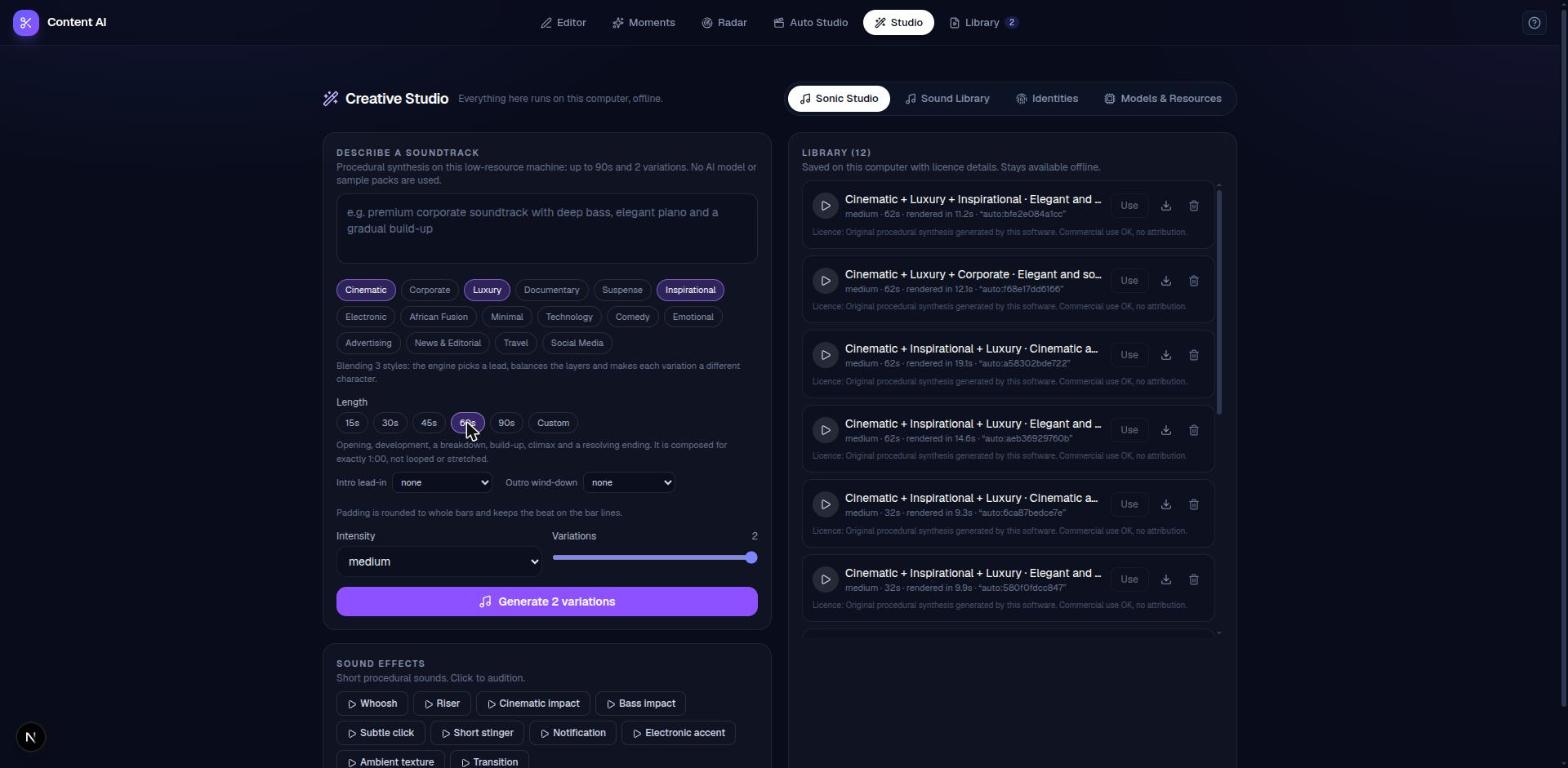 Content AI
Editor
Moments
Radar
Auto Studio
Studio
Library 2
Creative Studio
Everything here runs on this computer, offline.
Sonic Studio
Sound Library
Identities
Models & Resources
DESCRIBE A SOUNDTRACK
Procedural synthesis on this low-resource machine: up to 90s and 2 variations. No AI model or
sample packs are used.
e.g. premium corporate soundtrack with deep bass, elegant piano and a
gradual build-up
Cinematic Corporate Luxury Documentary Suspense Inspirational
Electronic African Fusion Minimal Technology Comedy Emotional
Advertising News & Editorial Travel Social Media
Blending 3 styles: the engine picks a lead, balances the layers and makes each variation a different
character.
Length
15s 30s 45s 60s 90s Custom
Opening, development, a breakdown, build-up, climax and a resolving ending. It is composed for
exactly 1:00, not looped or stretched.
Intro lead-in none Outro wind-down none
Padding is rounded to whole bars and keeps the beat on the bar lines.
Intensity
medium
Variations 2
Generate 2 variations
SOUND EFFECTS
Short procedural sounds. Click to audition.
Whoosh Riser Cinematic impact Bass impact
Subtle click Short stinger Notification Electronic accent
Ambient texture Transition
LIBRARY (12)
Saved on this computer with licence details. Stays available offline.
Cinematic + Luxury + Inspirational · Elegant and ...
medium · 62s · rendered in 11.2s · “auto:bfe2e084a1cc”
Use
Licence: Original procedural synthesis generated by this software. Commercial use OK, no attribution.
Cinematic + Luxury + Corporate · Elegant and so...
medium · 62s · rendered in 12.1s · “auto:f68e17dd6166”
Use
Licence: Original procedural synthesis generated by this software. Commercial use OK, no attribution.
Cinematic + Inspirational + Luxury · Cinematic a...
medium · 62s · rendered in 19.1s · “auto:a58302bde722”
Use
Licence: Original procedural synthesis generated by this software. Commercial use OK, no attribution.
Cinematic + Inspirational + Luxury · Elegant and ...
medium · 62s · rendered in 14.6s · “auto:aeb36929760b”
Use
Licence: Original procedural synthesis generated by this software. Commercial use OK, no attribution.
Cinematic + Inspirational + Luxury · Cinematic a...
medium · 32s · rendered in 9.3s · “auto:6ca87bedce7e”
Use
Licence: Original procedural synthesis generated by this software. Commercial use OK, no attribution.
Cinematic + Inspirational + Luxury · Elegant and ...
medium · 32s · rendered in 9.9s · “auto:580f0fdcc847”
Use
Licence: Original procedural synthesis generated by this software. Commercial use OK, no attribution.
N